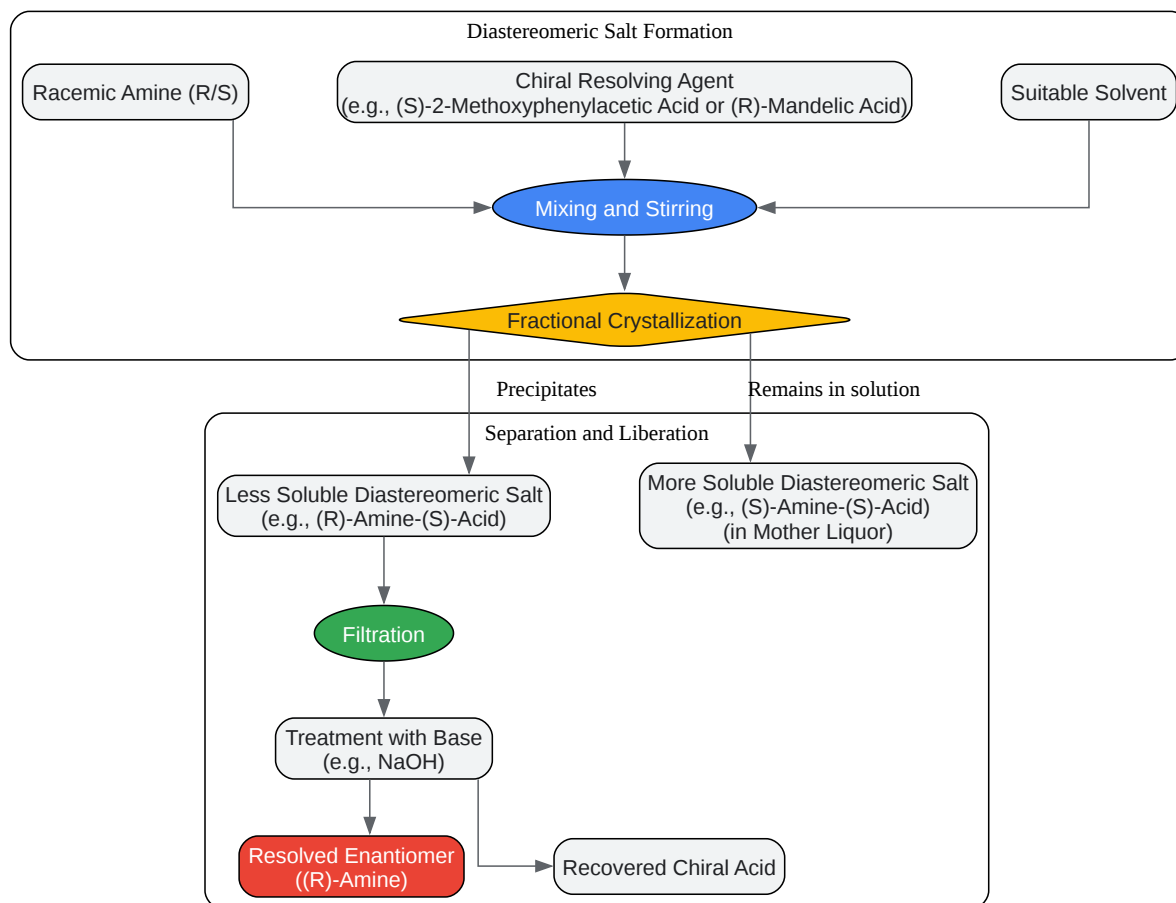 Diastereomeric Salt Formation
Racemic Amine (R/S)
Chiral Resolving Agent
(e.g., (S)-2-Methoxyphenylacetic Acid or (R)-Mandelic Acid)
Suitable Solvent
Mixing and Stirring
Fractional Crystallization
Precipitates
Remains in solution
Separation and Liberation
Less Soluble Diastereomeric Salt
(e.g., (R)-Amine-(S)-Acid)
More Soluble Diastereomeric Salt
(e.g., (S)-Amine-(S)-Acid)
(in Mother Liquor)
Filtration
Treatment with Base
(e.g., NaOH)
Resolved Enantiomer
((R)-Amine)
Recovered Chiral Acid